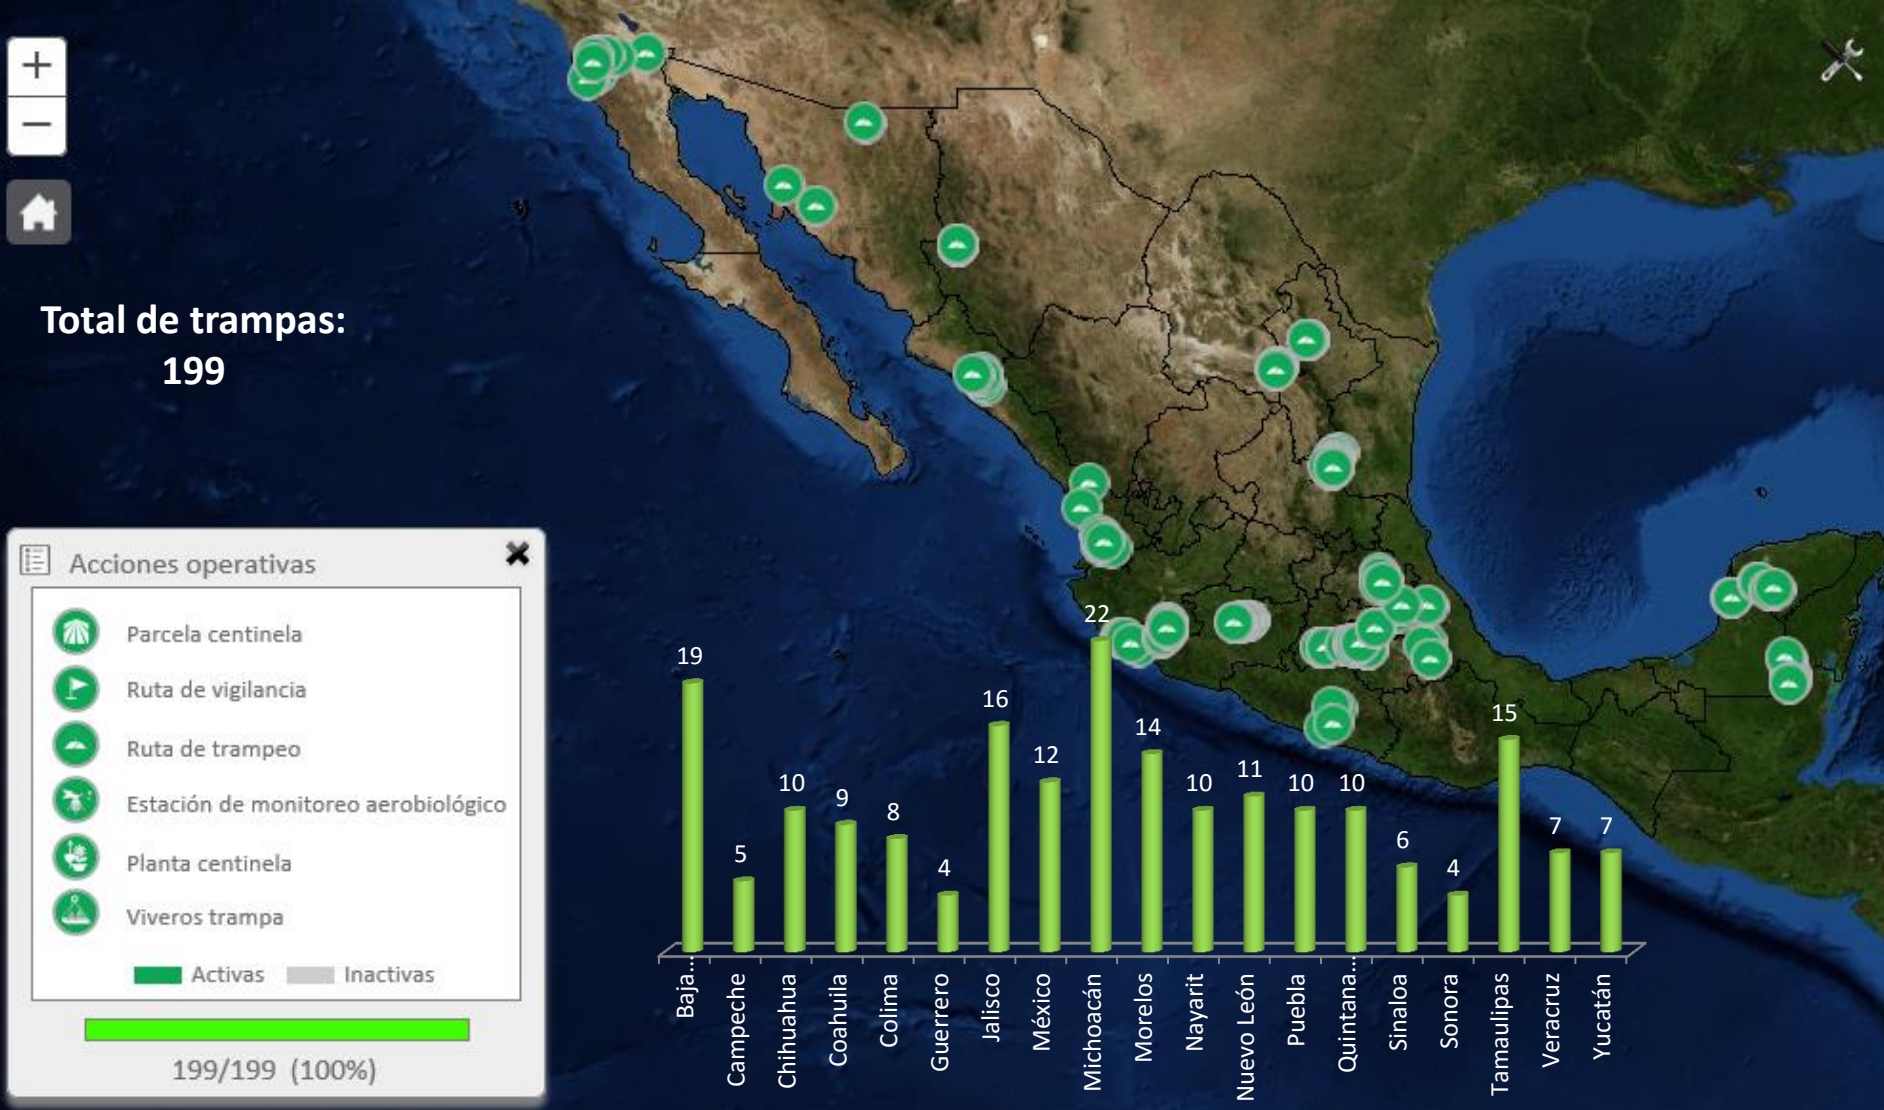 +
−
Total de trampas:
199
Acciones operativas
Parcela centinela
Ruta de vigilancia
Ruta de trampeo
Estación de monitoreo aerobiológico
Planta centinela
Viveros trampa
Activas Inactivas
199/199 (100%)
19 5 10 9 8 4 16 12 22 14 10 11 10 10 6 4 15 7 7
Baja...
Campeche
Chihuahua
Coahuila
Colima
Guerrero
Jalisco
México
Michoacán
Morelos
Nayarit
Nuevo León
Puebla
Quintana...
Sinaloa
Sonora
Tamaulipas
Veracruz
Yucatán